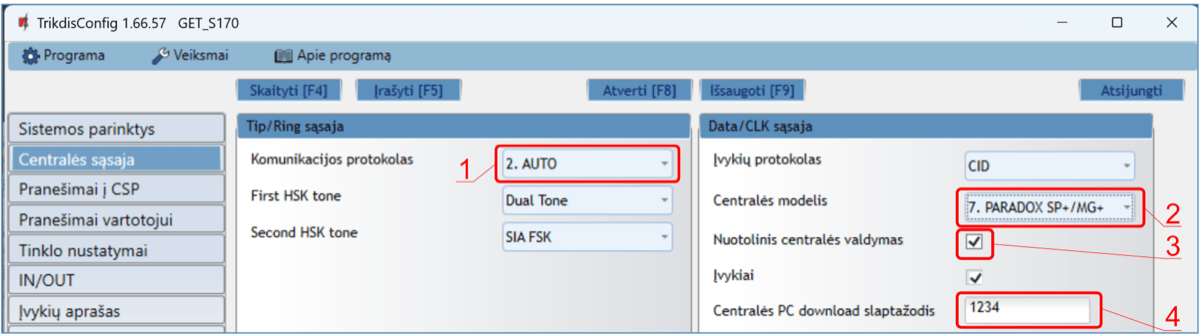 TrikdisConfig 1.66.57 GET_S170
Programa Veiksmai Apie programą
Skaityti [F4] Įrašyti [F5] Atverti [F8] Išsaugoti [F9] Atsijungti
Sistemos parinktys
Centralės sąsaja
Pranešimai į CSP
Pranešimai vartotojui
Tinklo nustatymai
IN/OUT
Įvykių aprašas
Tip/Ring sąsaja
Komunikacijos protokolas 1 2. AUTO
First HSK tone Dual Tone
Second HSK tone SIA FSK
Data/CLK sąsaja
Įvykių protokolas CID
Centralės modelis 7. PARADOX SP+/MG+ 2
Nuotolinis centralės valdymas 3
Įvykiai
Centralės PC download slaptažodis 1234 4